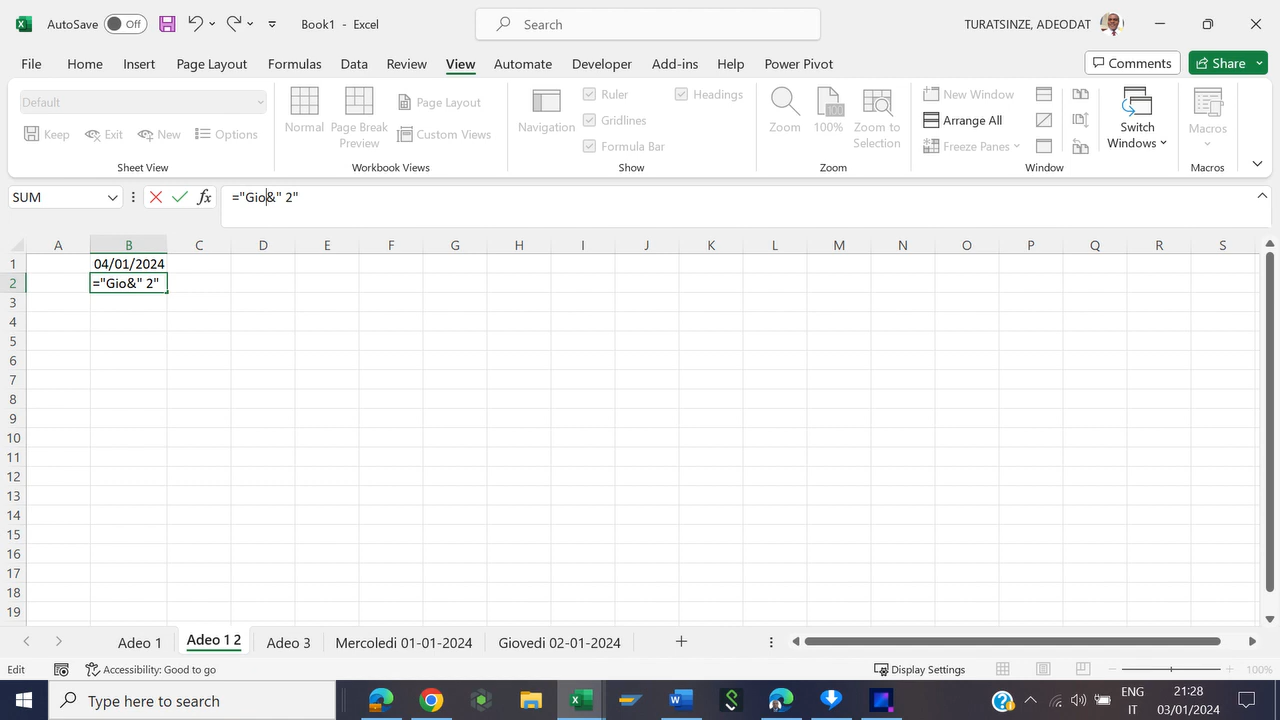 AutoSave Off Book1 - Excel Search TURATSINZE, ADEODAT
File Home Insert Page Layout Formulas Data Review View Automate Developer Add-ins Help Power Pivot Comments Share
Default
Keep Exit New Options
Sheet View
Normal Page Break Preview Page Layout Custom Views
Workbook Views
Navigation Ruler Gridlines Formula Bar Headings
Show
Zoom 100% Zoom to Selection
Zoom
New Window Arrange All Freeze Panes Switch Windows
Window
Macros
Macros
SUM fx ="Gio&" 2"
A B C D E F G H I J K L M N O P Q R S
1 04/01/2024
2 ="Gio&" 2"
3
4
5
6
7
8
9
10
11
12
13
14
15
16
17
18
19
Adeo 1 Adeo 1 2 Adeo 3 Mercoledi 01-01-2024 Giovedi 02-01-2024
Edit Accessibility: Good to go Display Settings 100%
Type here to search ENG IT 21:28 03/01/2024